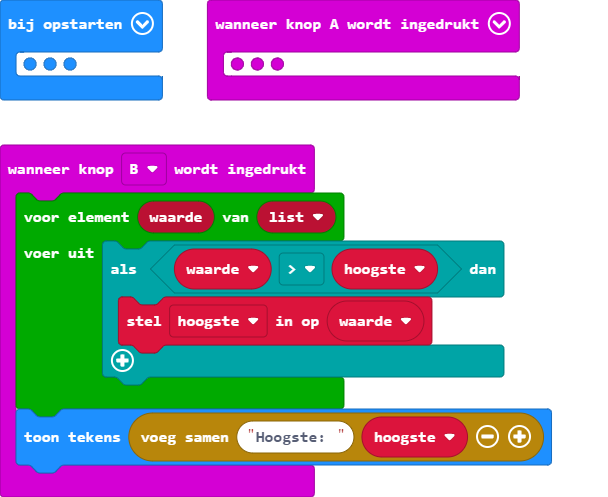 bij opstarten
wanneer knop A wordt ingedrukt
wanneer knop B wordt ingedrukt
voor element waarde van list
voer uit
als waarde > hoogste dan
stel hoogste in op waarde
toon tekens voeg samen "Hoogste: " hoogste